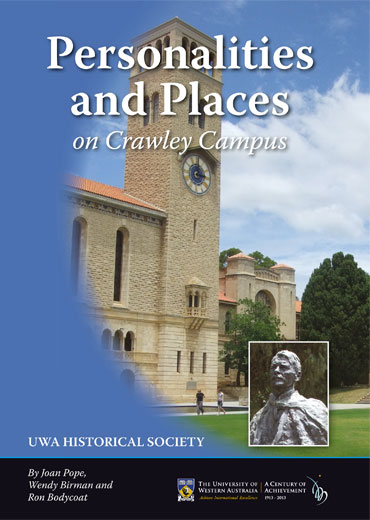 Personalities
and Places
on Crawley Campus
UWA HISTORICAL SOCIETY
By Joan Pope,
Wendy Birman and
Ron Bodycoat
THE UNIVERSITY OF
WESTERN AUSTRALIA
Achieve International Excellence
A CENTURY OF
ACHIEVEMENT
1913 - 2013